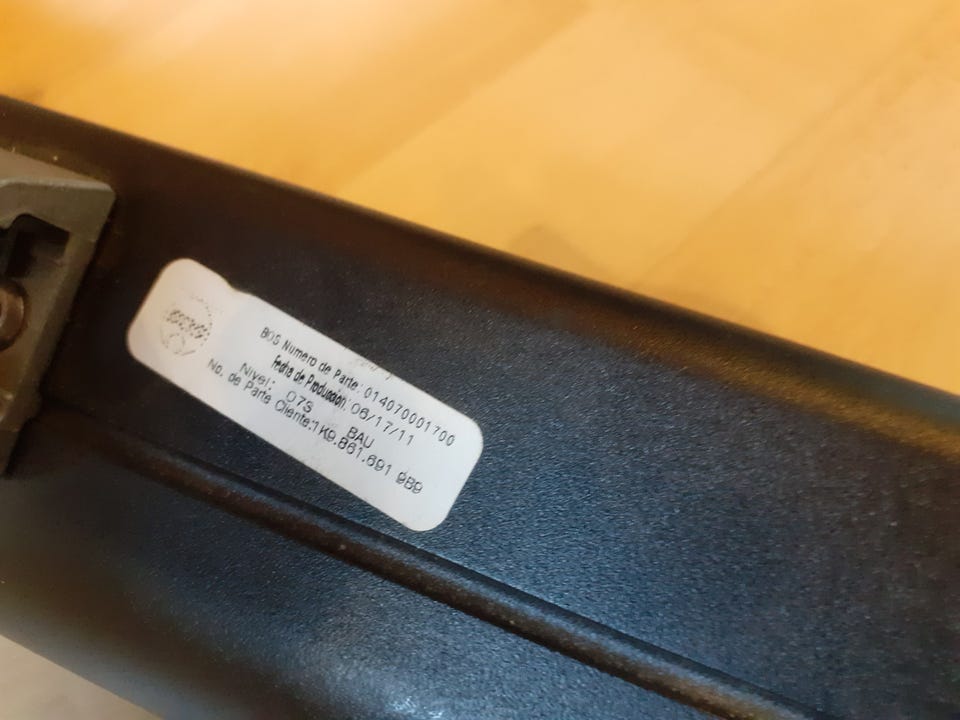 BOS Numero de Parte: 014070001700
Fecha de Produccion: 06/17/11
Nivel: 07S BAU
No. de Parte Cliente:1K9.861.691 9B9